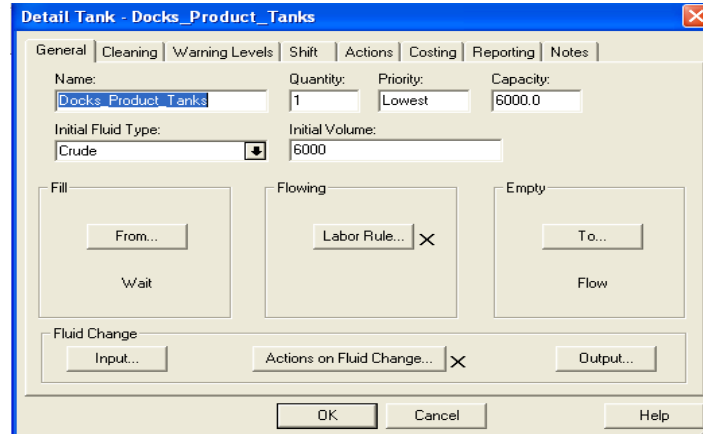 Detail Tank - Docks_Product_Tanks
General Cleaning Warning Levels Shift Actions Costing Reporting Notes
Name: Quantity: Priority: Capacity:
Docks_Product_Tanks 1 Lowest 6000.0
Initial Fluid Type: Initial Volume:
Crude 6000
Fill Flowing Empty
From... Labor Rule... To...
Wait Flow
Fluid Change
Input... Actions on Fluid Change... Output...
OK Cancel Help